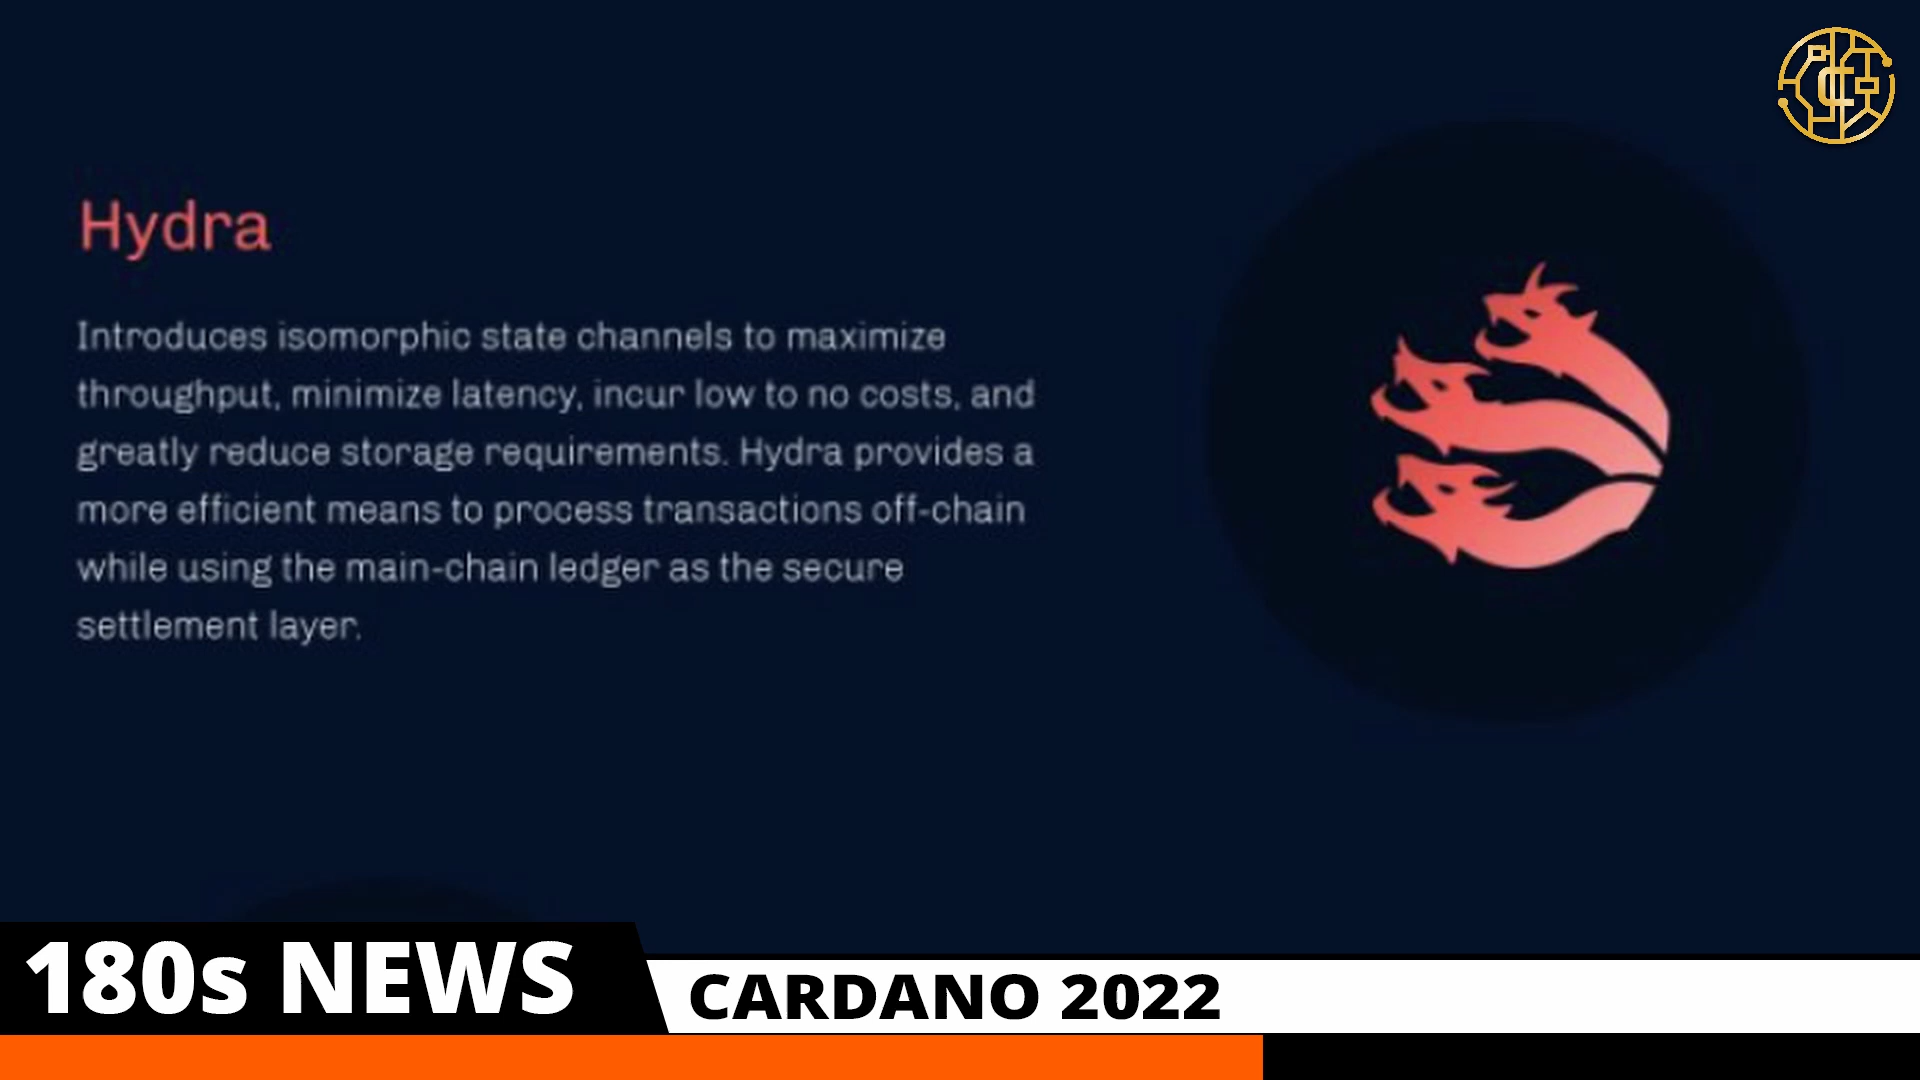 Hydra
Introduces isomorphic state channels to maximize
throughput, minimize latency, incur low to no costs, and
greatly reduce storage requirements. Hydra provides a
more efficient means to process transactions off-chain
while using the main-chain ledger as the secure
settlement layer.
180s NEWS
CARDANO 2022